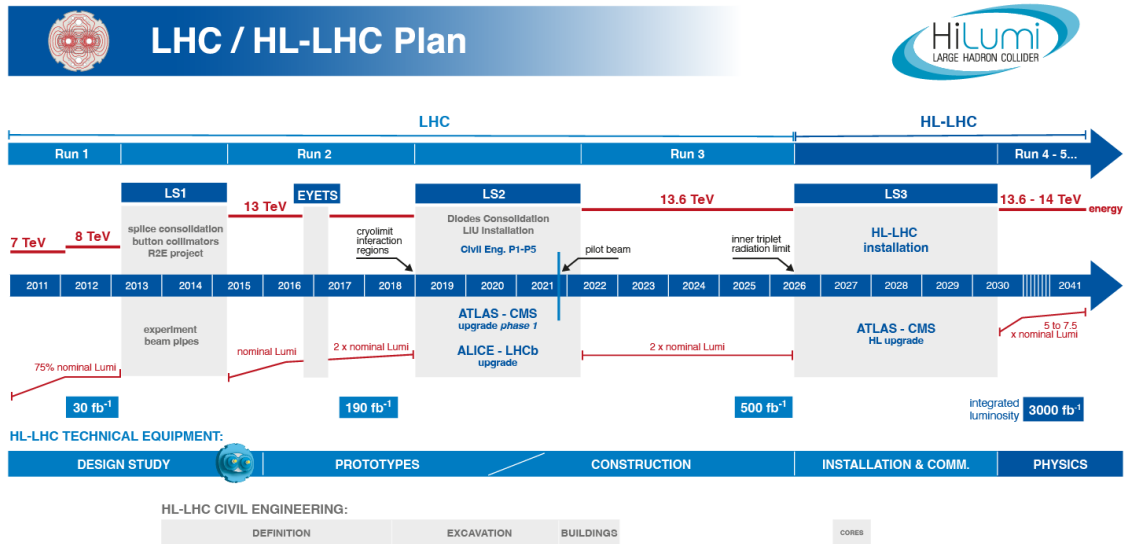 LHC / HL-LHC Plan
HiLumi
LARGE HADRON COLLIDER
LHC
HL-LHC
Run 1
Run 2
Run 3
Run 4 - 5...
LS1
EYETS
LS2
LS3
13 TeV
13.6 TeV
13.6 - 14 TeV
energy
7 TeV
8 TeV
splice consolidation
button collimators
R2E project
cryolimit
interaction
regions
Diodes Consolidation
LIU Installation
Civil Eng. P1-P5
pilot beam
inner triplet
radiation limit
HL-LHC
installation
2011 2012 2013 2014 2015 2016 2017 2018 2019 2020 2021 2022 2023 2024 2025 2026 2027 2028 2029 2030 2041
experiment
beam pipes
ATLAS - CMS
upgrade phase 1
ALICE - LHCb
upgrade
ATLAS - CMS
HL upgrade
5 to 7.5
x nominal Lumi
75% nominal Lumi
nominal Lumi
2 x nominal Lumi
2 x nominal Lumi
30 fb⁻¹
190 fb⁻¹
500 fb⁻¹
integrated
luminosity
3000 fb⁻¹
HL-LHC TECHNICAL EQUIPMENT:
DESIGN STUDY
PROTOTYPES
CONSTRUCTION
INSTALLATION & COMM.
PHYSICS
HL-LHC CIVIL ENGINEERING:
DEFINITION
EXCAVATION
BUILDINGS
CORES